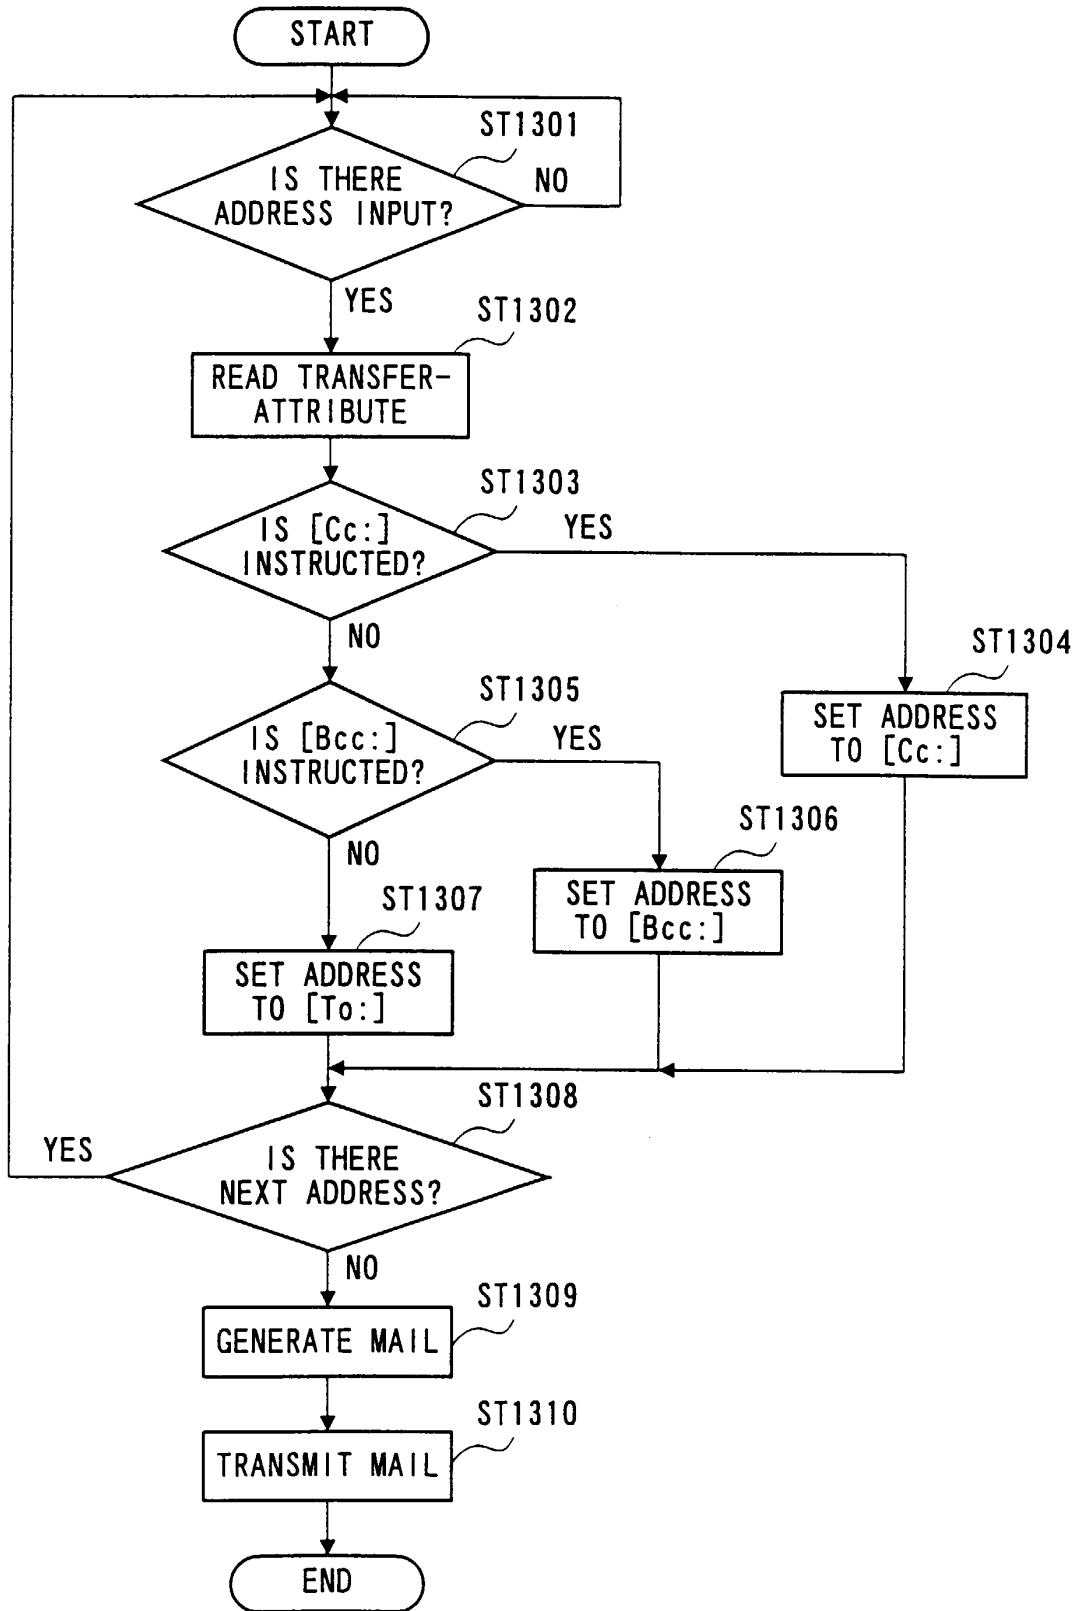 START
ST1301
IS THERE
ADDRESS INPUT?
NO
YES
ST1302
READ TRANSFER-
ATTRIBUTE
ST1303
IS [Cc:]
INSTRUCTED?
YES
NO
ST1304
SET ADDRESS
TO [Cc:]
ST1305
IS [Bcc:]
INSTRUCTED?
YES
NO
ST1306
SET ADDRESS
TO [Bcc:]
ST1307
SET ADDRESS
TO [To:]
ST1308
YES
IS THERE
NEXT ADDRESS?
NO
ST1309
GENERATE MAIL
ST1310
TRANSMIT MAIL
END